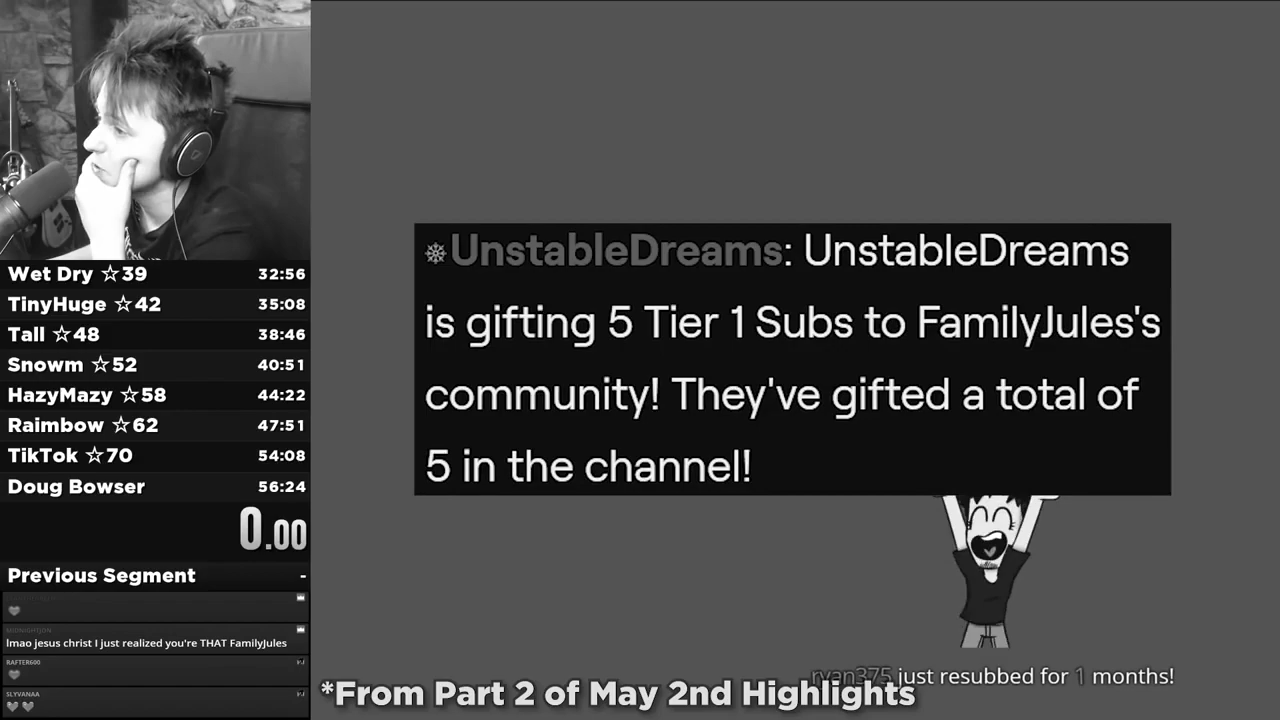 Wet Dry ☆39 32:56
TinyHuge ☆42 35:08
Tall ☆48 38:46
Snowm ☆52 40:51
HazyMazy ☆58 44:22
Raimbow ☆62 47:51
TikTok ☆70 54:08
Doug Bowser 56:24
0.00
Previous Segment -
lmao jesus christ I just realized you're THAT FamilyJules
RAFTER600
SLYVANAA
UnstableDreams: UnstableDreams
is gifting 5 Tier 1 Subs to FamilyJules's
community! They've gifted a total of
5 in the channel!
ryan375 just resubbed for 1 months!
*From Part 2 of May 2nd Highlights